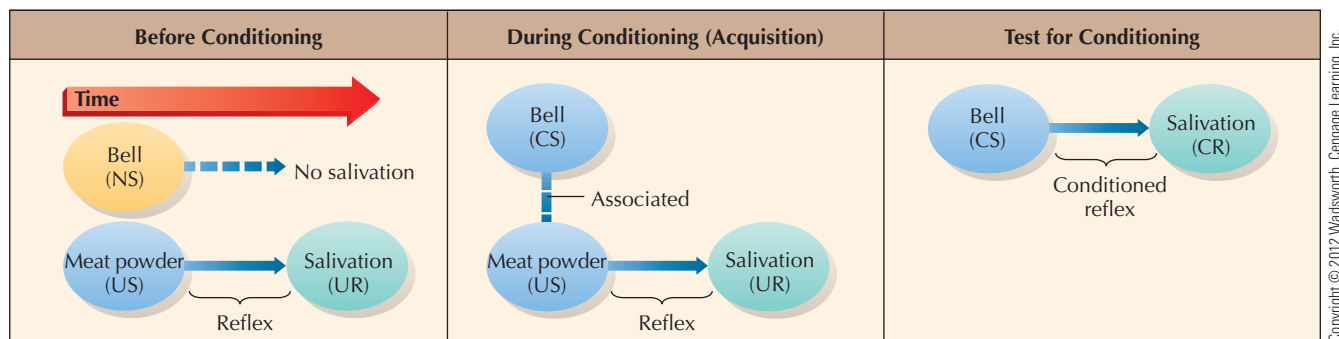 Before Conditioning
Time
Bell
(NS)
No salivation
Meat powder
(US)
Salivation
(UR)
Reflex
During Conditioning (Acquisition)
Bell
(CS)
Associated
Meat powder
(US)
Salivation
(UR)
Reflex
Test for Conditioning
Bell
(CS)
Salivation
(CR)
Conditioned
reflex
Copyright © 2012 Wadsworth, Cengage Learning, Inc.